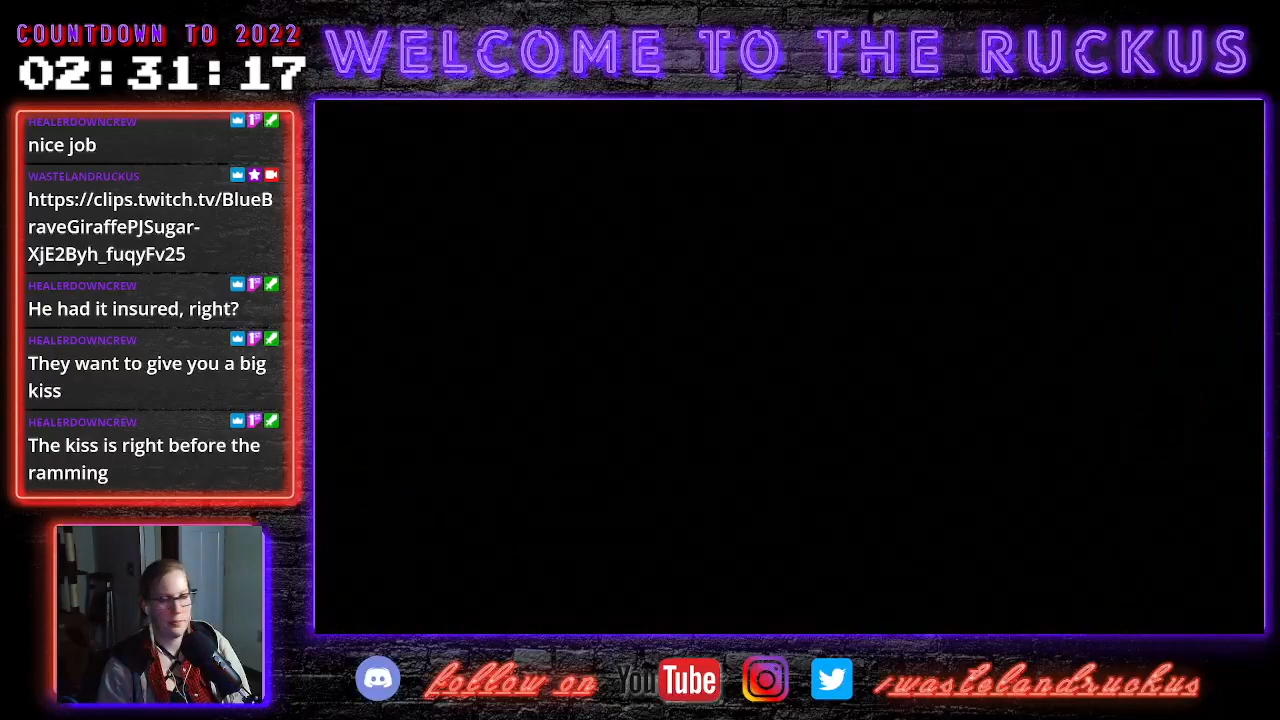 COUNTDOWN TO 2022
02:31:17
WELCOME TO THE RUCKUS
HEALERDOWNCREW
nice job
WASTELANDRUCKUS
https://clips.twitch.tv/BlueB
raveGiraffePJSugar-
XjE2Byh_fuqyFv25
HEALERDOWNCREW
He had it insured, right?
HEALERDOWNCREW
They want to give you a big
kiss
HEALERDOWNCREW
The kiss is right before the
ramming
follow on YouTube /wastelandruckus